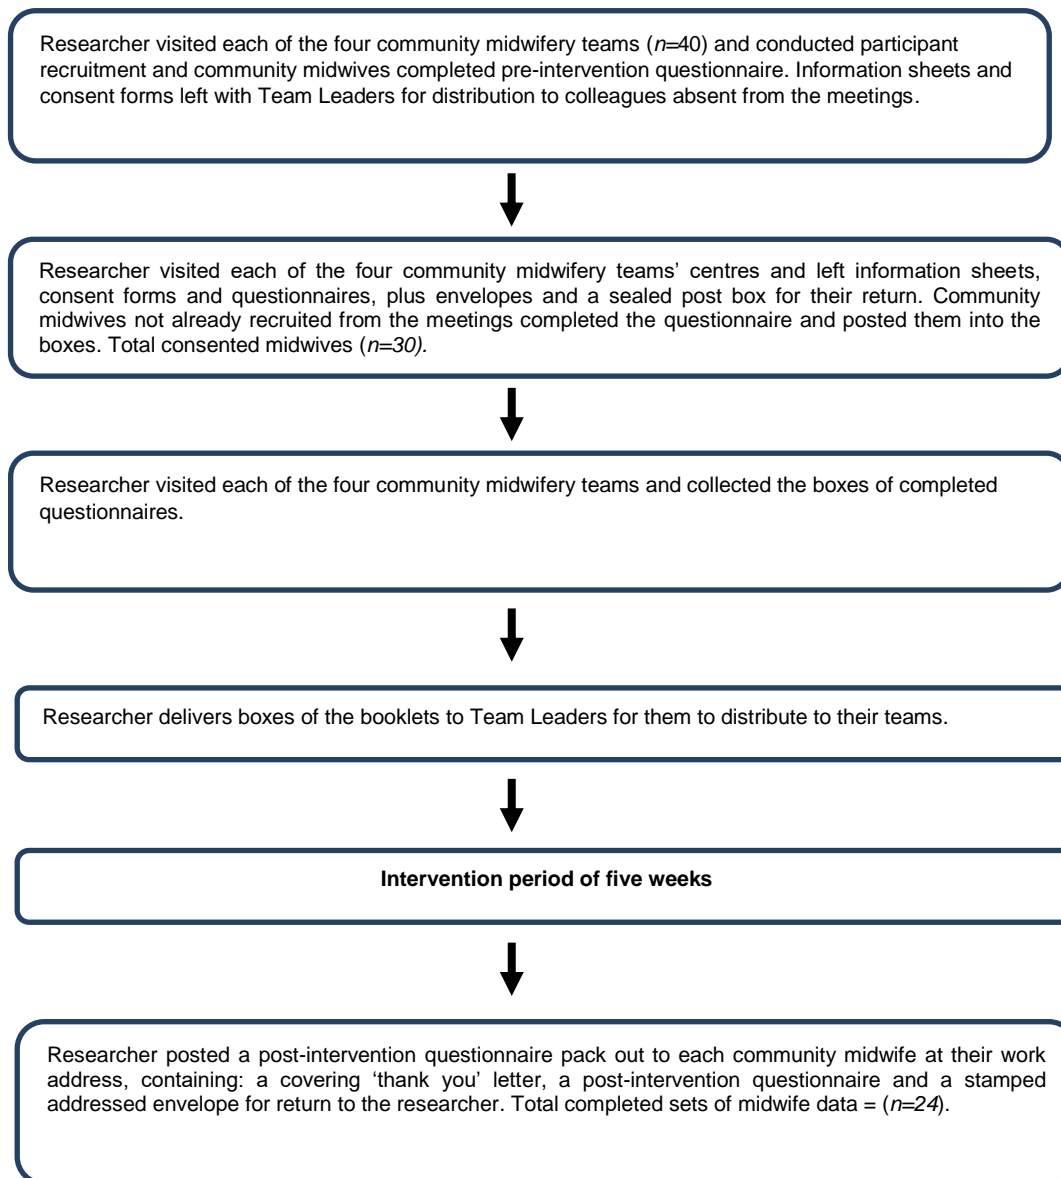 Researcher visited each of the four community midwifery teams (n=40) and conducted participant
recruitment and community midwives completed pre-intervention questionnaire. Information sheets and
consent forms left with Team Leaders for distribution to colleagues absent from the meetings.
Researcher visited each of the four community midwifery teams’ centres and left information sheets,
consent forms and questionnaires, plus envelopes and a sealed post box for their return. Community
midwives not already recruited from the meetings completed the questionnaire and posted them into the
boxes. Total consented midwives (n=30).
Researcher visited each of the four community midwifery teams and collected the boxes of completed
questionnaires.
Researcher delivers boxes of the booklets to Team Leaders for them to distribute to their teams.
Intervention period of five weeks
Researcher posted a post-intervention questionnaire pack out to each community midwife at their work
address, containing: a covering ‘thank you’ letter, a post-intervention questionnaire and a stamped
addressed envelope for return to the researcher. Total completed sets of midwife data = (n=24).